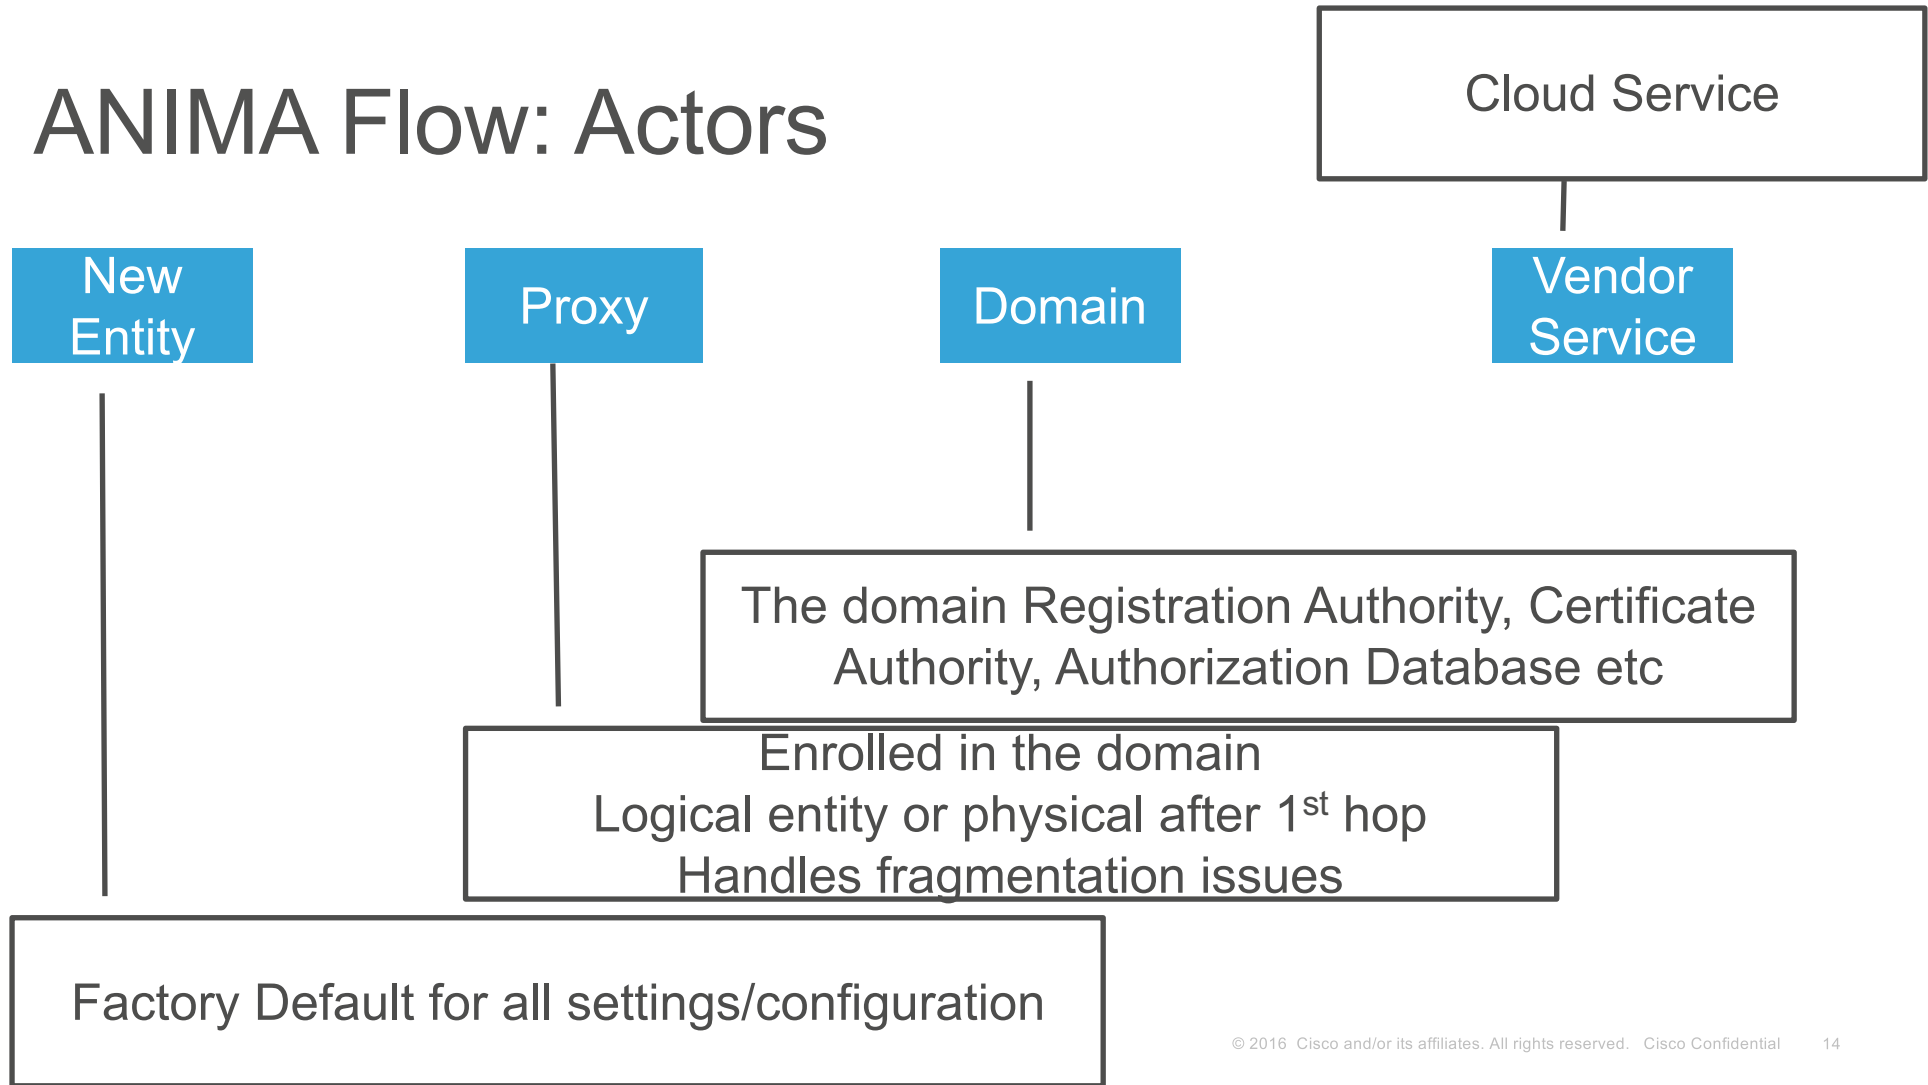 ANIMA Flow: Actors
Cloud Service
New
Entity
Proxy
Domain
Vendor
Service
The domain Registration Authority, Certificate
Authority, Authorization Database etc
Enrolled in the domain
Logical entity or physical after 1st hop
Handles fragmentation issues
Factory Default for all settings/configuration
© 2016 Cisco and/or its affiliates. All rights reserved. Cisco Confidential 14